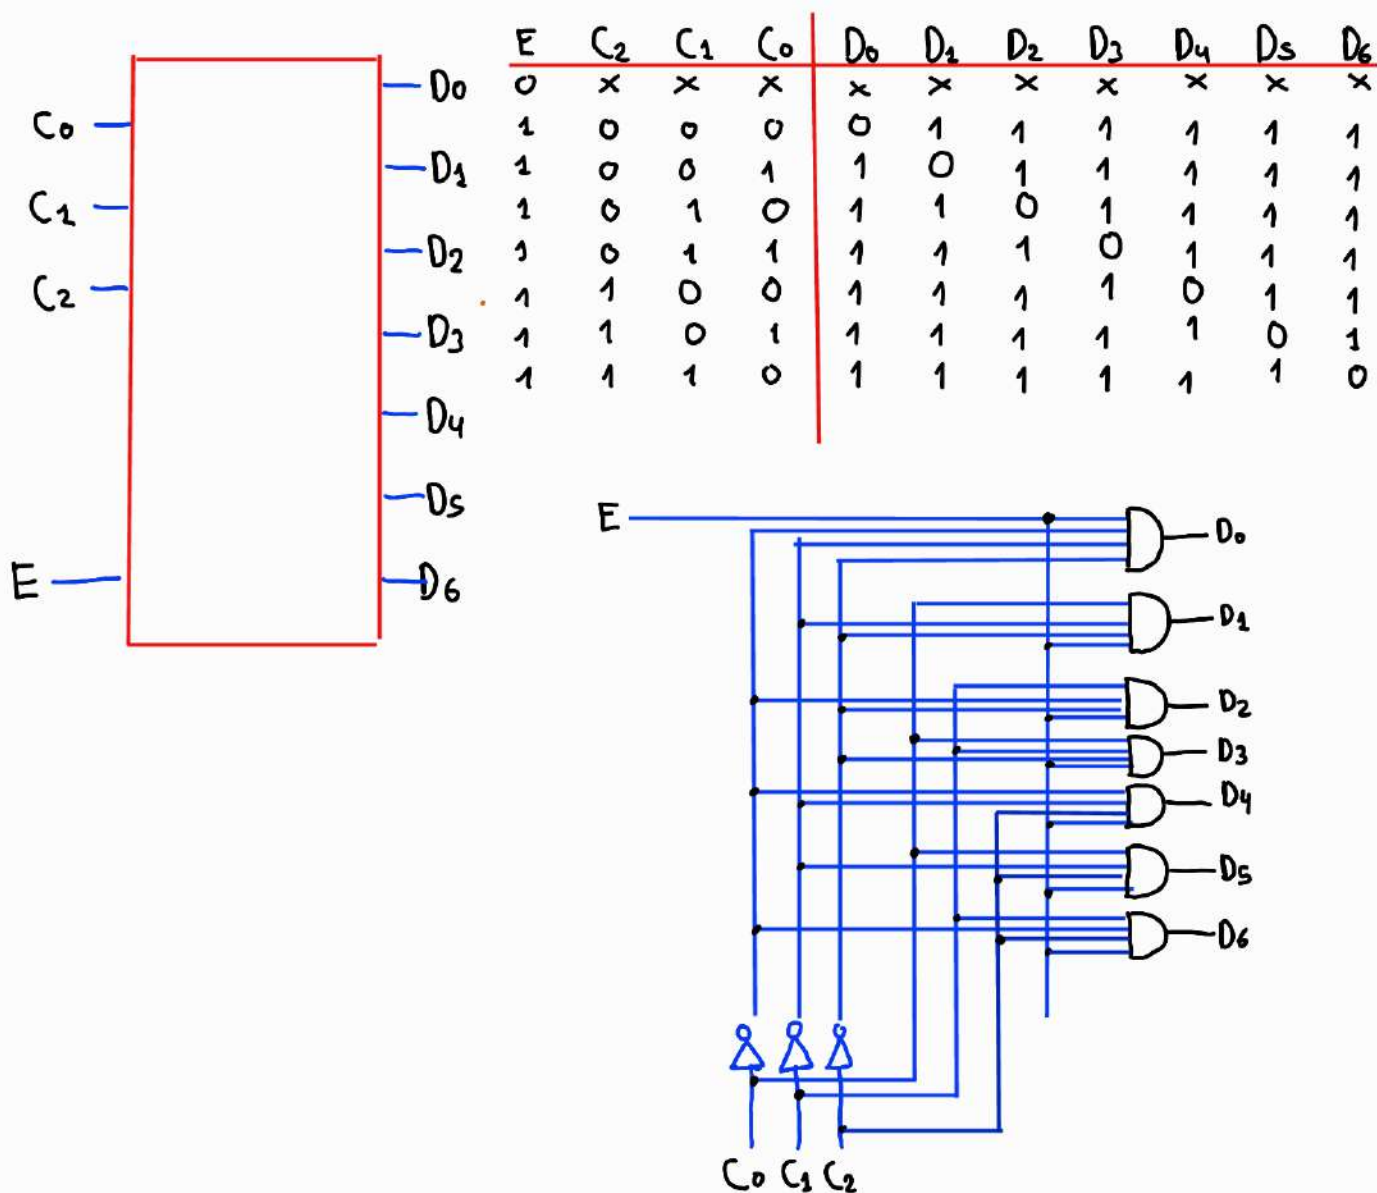 E C2 C1 C0 D0 D1 D2 D3 D4 D5 D6
0 x x x x x x x x x x
1 0 0 0 0 1 1 1 1 1 1
1 0 0 1 1 0 1 1 1 1 1
1 0 1 0 1 1 0 1 1 1 1
1 0 1 1 1 1 1 0 1 1 1
1 1 0 0 1 1 1 1 0 1 1
1 1 0 1 1 1 1 1 1 0 1
1 1 1 0 1 1 1 1 1 1 0
D0
C0
D1
C1
D2
C2
D3
D4
D5
E D6
E D0
D1
D2
D3
D4
D5
D6
C0 C1 C2